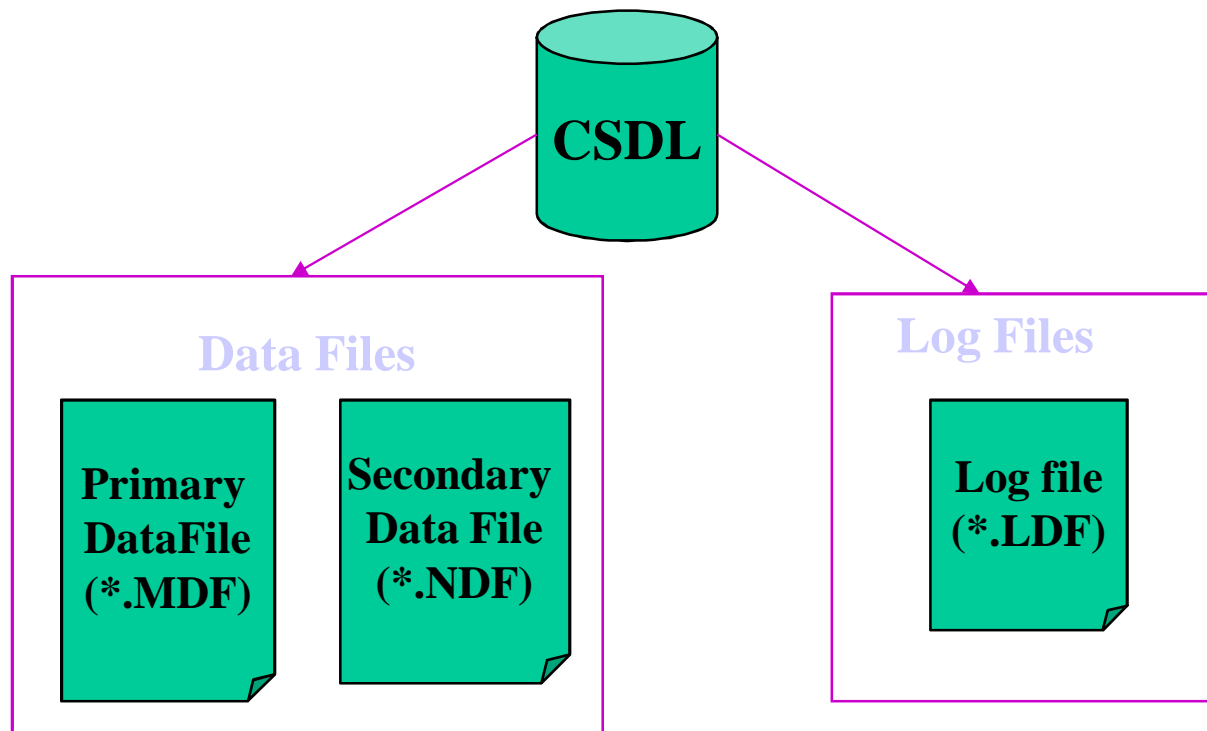 CSDL
Data Files
Primary
DataFile
(*.MDF)
Secondary
Data File
(*.NDF)
Log Files
Log file
(*.LDF)